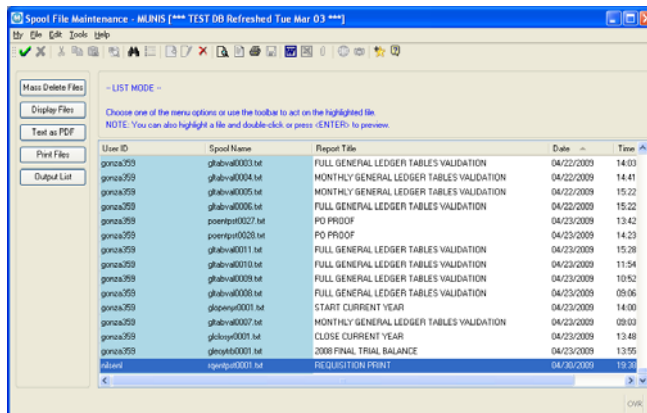 Spool File Maintenance - MUNIS [*** TEST DB Refreshed Tue Mar 03 ***]
My File Edit Tools Help
Mass Delete Files
Display Files
Text as PDF
Print Files
Output List
-- LIST MODE --
Choose one of the menu options or use the toolbar to act on the highlighted file.
NOTE: You can also highlight a file and double-click or press <ENTER> to preview.
User ID Spool Name Report Title Date Time
gonza359 gltabval0003.txt FULL GENERAL LEDGER TABLES VALIDATION 04/22/2009 14:03
gonza359 gltabval0004.txt MONTHLY GENERAL LEDGER TABLES VALIDATION 04/22/2009 14:41
gonza359 gltabval0005.txt MONTHLY GENERAL LEDGER TABLES VALIDATION 04/22/2009 15:22
gonza359 gltabval0006.txt FULL GENERAL LEDGER TABLES VALIDATION 04/22/2009 15:22
gonza359 poentpst0027.txt PO PROOF 04/23/2009 13:42
gonza359 poentpst0028.txt PO PROOF 04/23/2009 14:23
gonza359 gltabval0011.txt FULL GENERAL LEDGER TABLES VALIDATION 04/23/2009 15:28
gonza359 gltabval0010.txt FULL GENERAL LEDGER TABLES VALIDATION 04/23/2009 11:54
gonza359 gltabval0009.txt FULL GENERAL LEDGER TABLES VALIDATION 04/23/2009 10:52
gonza359 gltabval0008.txt FULL GENERAL LEDGER TABLES VALIDATION 04/23/2009 09:06
gonza359 glopenyr0001.txt START CURRENT YEAR 04/23/2009 14:00
gonza359 gltabval0007.txt MONTHLY GENERAL LEDGER TABLES VALIDATION 04/23/2009 09:03
gonza359 glclosyr0001.txt CLOSE CURRENT YEAR 04/23/2009 13:48
gonza359 gleoytrb0001.txt 2008 FINAL TRIAL BALANCE 04/23/2009 13:55
rqentpst0001.txt REQUISITION PRINT 04/30/2009 19:30
OVR